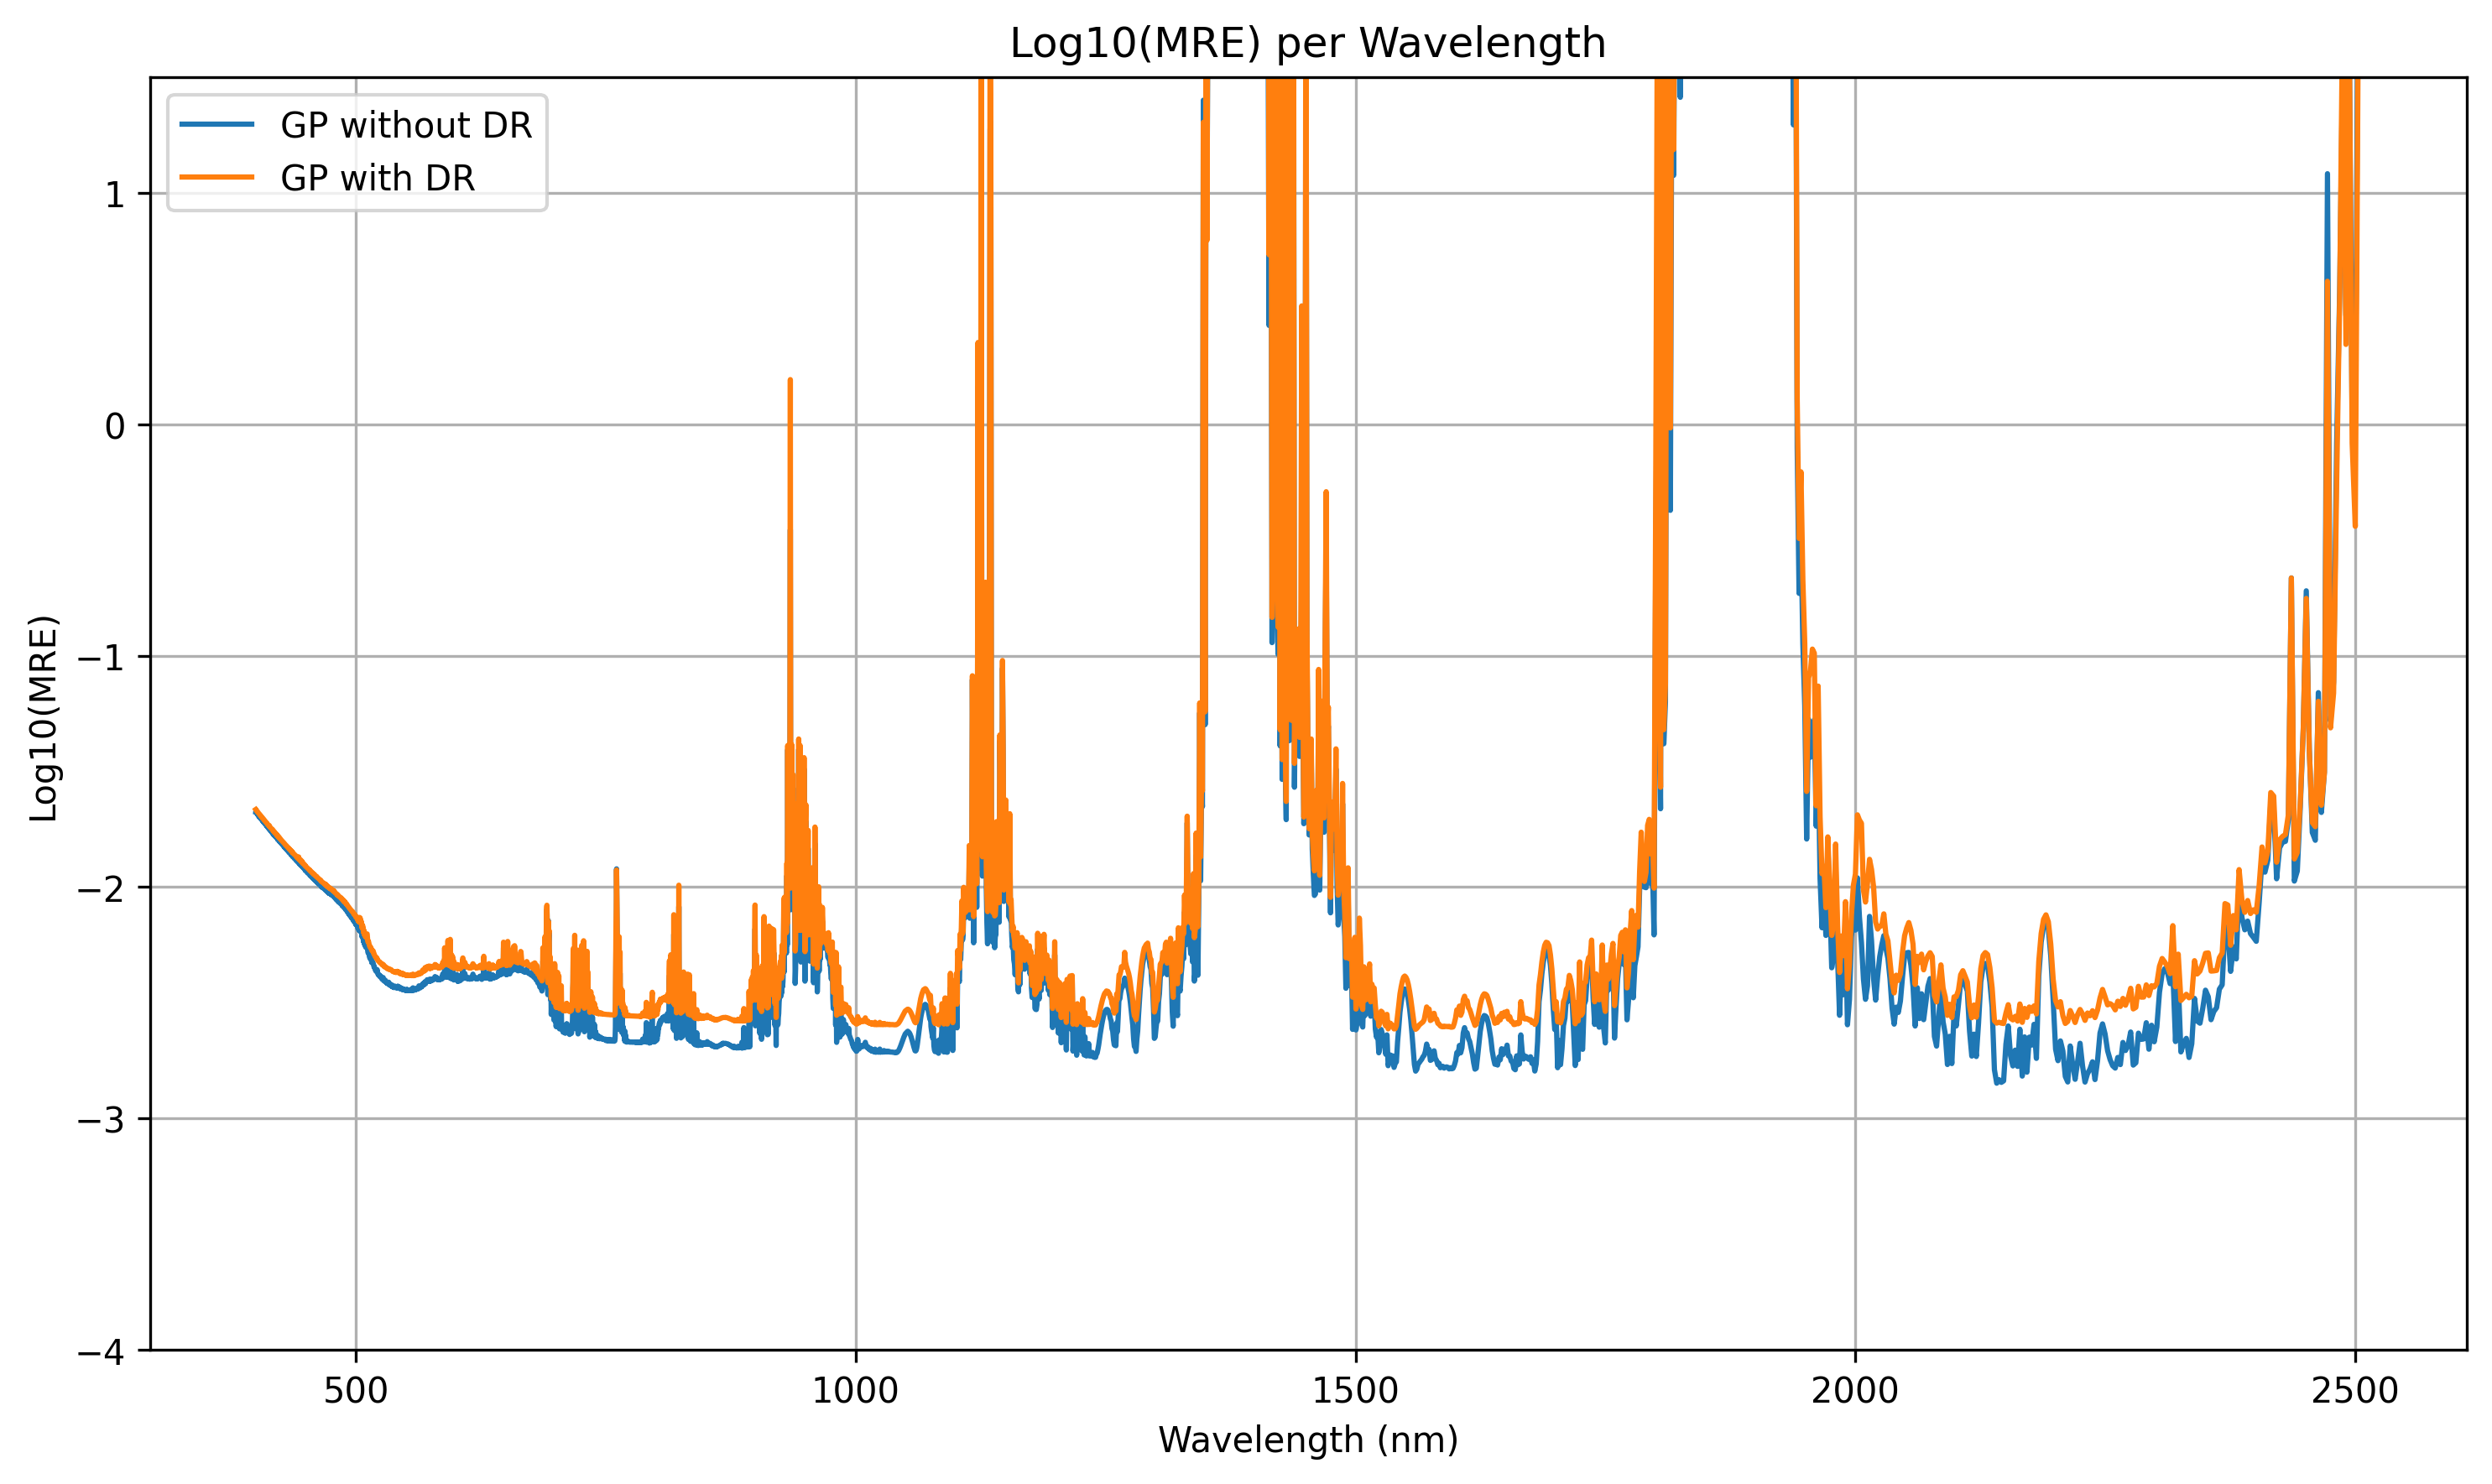 Log10(MRE) per Wavelength
GP without DR
GP with DR
Log10(MRE)
1
0
−1
−2
−3
−4
500 1000 1500 2000 2500
Wavelength (nm)